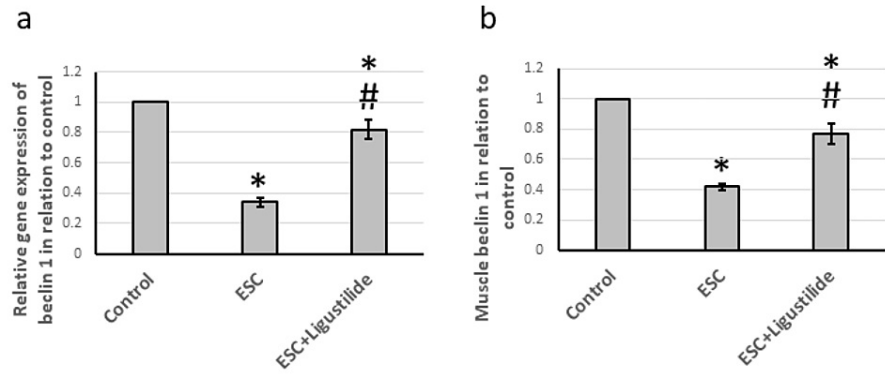 a
Relative gene expression of
beclin 1 in relation to control
1.2
1
0.8
0.6
0.4
0.2
0
*
*
#
Control
ESC
ESC+Ligustilide
b
Muscle beclin 1 in relation to
control
1.2
1
0.8
0.6
0.4
0.2
0
*
*
#
Control
ESC
ESC+Ligustilide